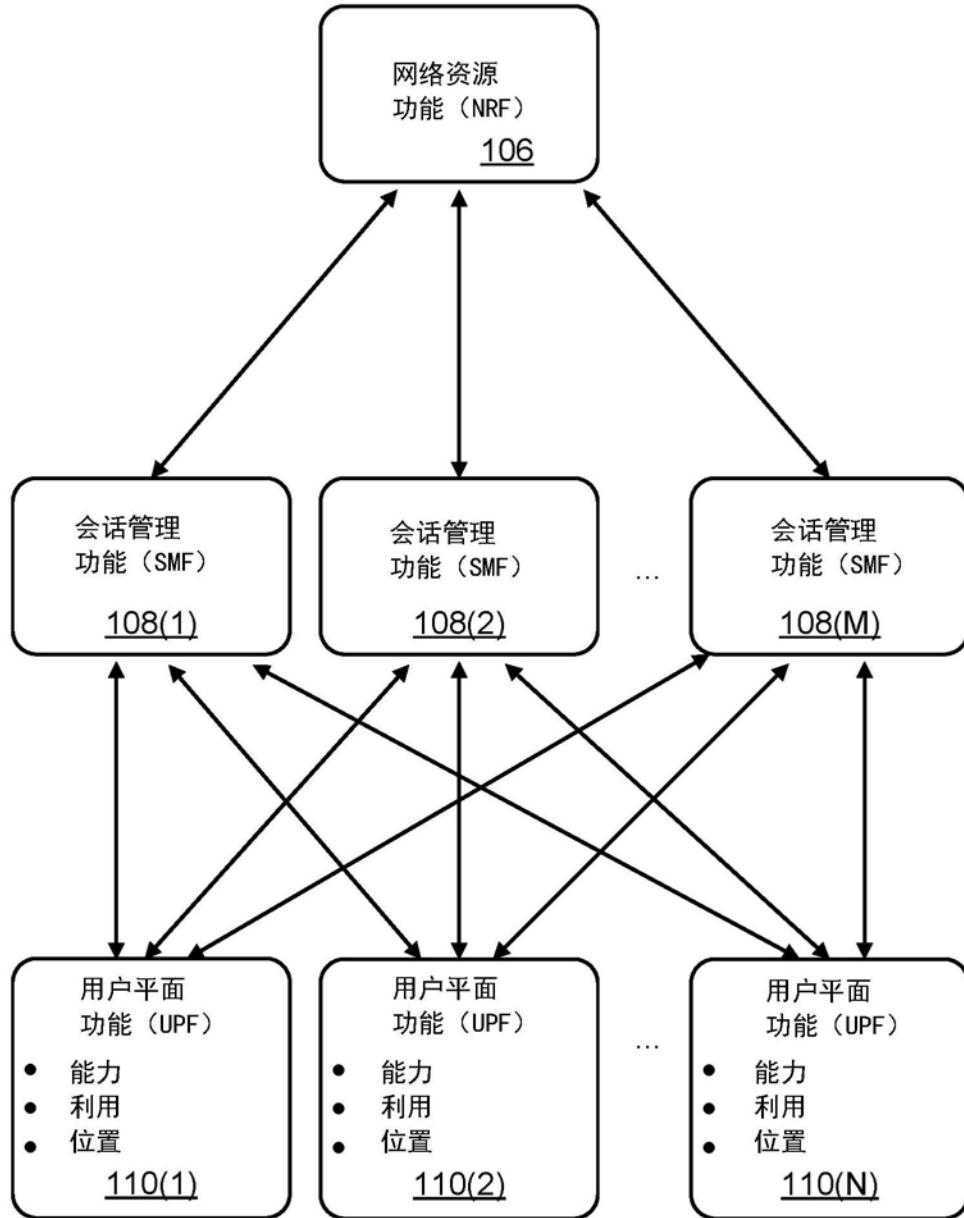 网络资源
功能（NRF）
106
会话管理
功能（SMF）
108(1)
会话管理
功能（SMF）
108(2)
…
会话管理
功能（SMF）
108(M)
用户平面
功能（UPF）
● 能力
● 利用
● 位置
110(1)
用户平面
功能（UPF）
● 能力
● 利用
● 位置
110(2)
…
用户平面
功能（UPF）
● 能力
● 利用
● 位置
110(N)